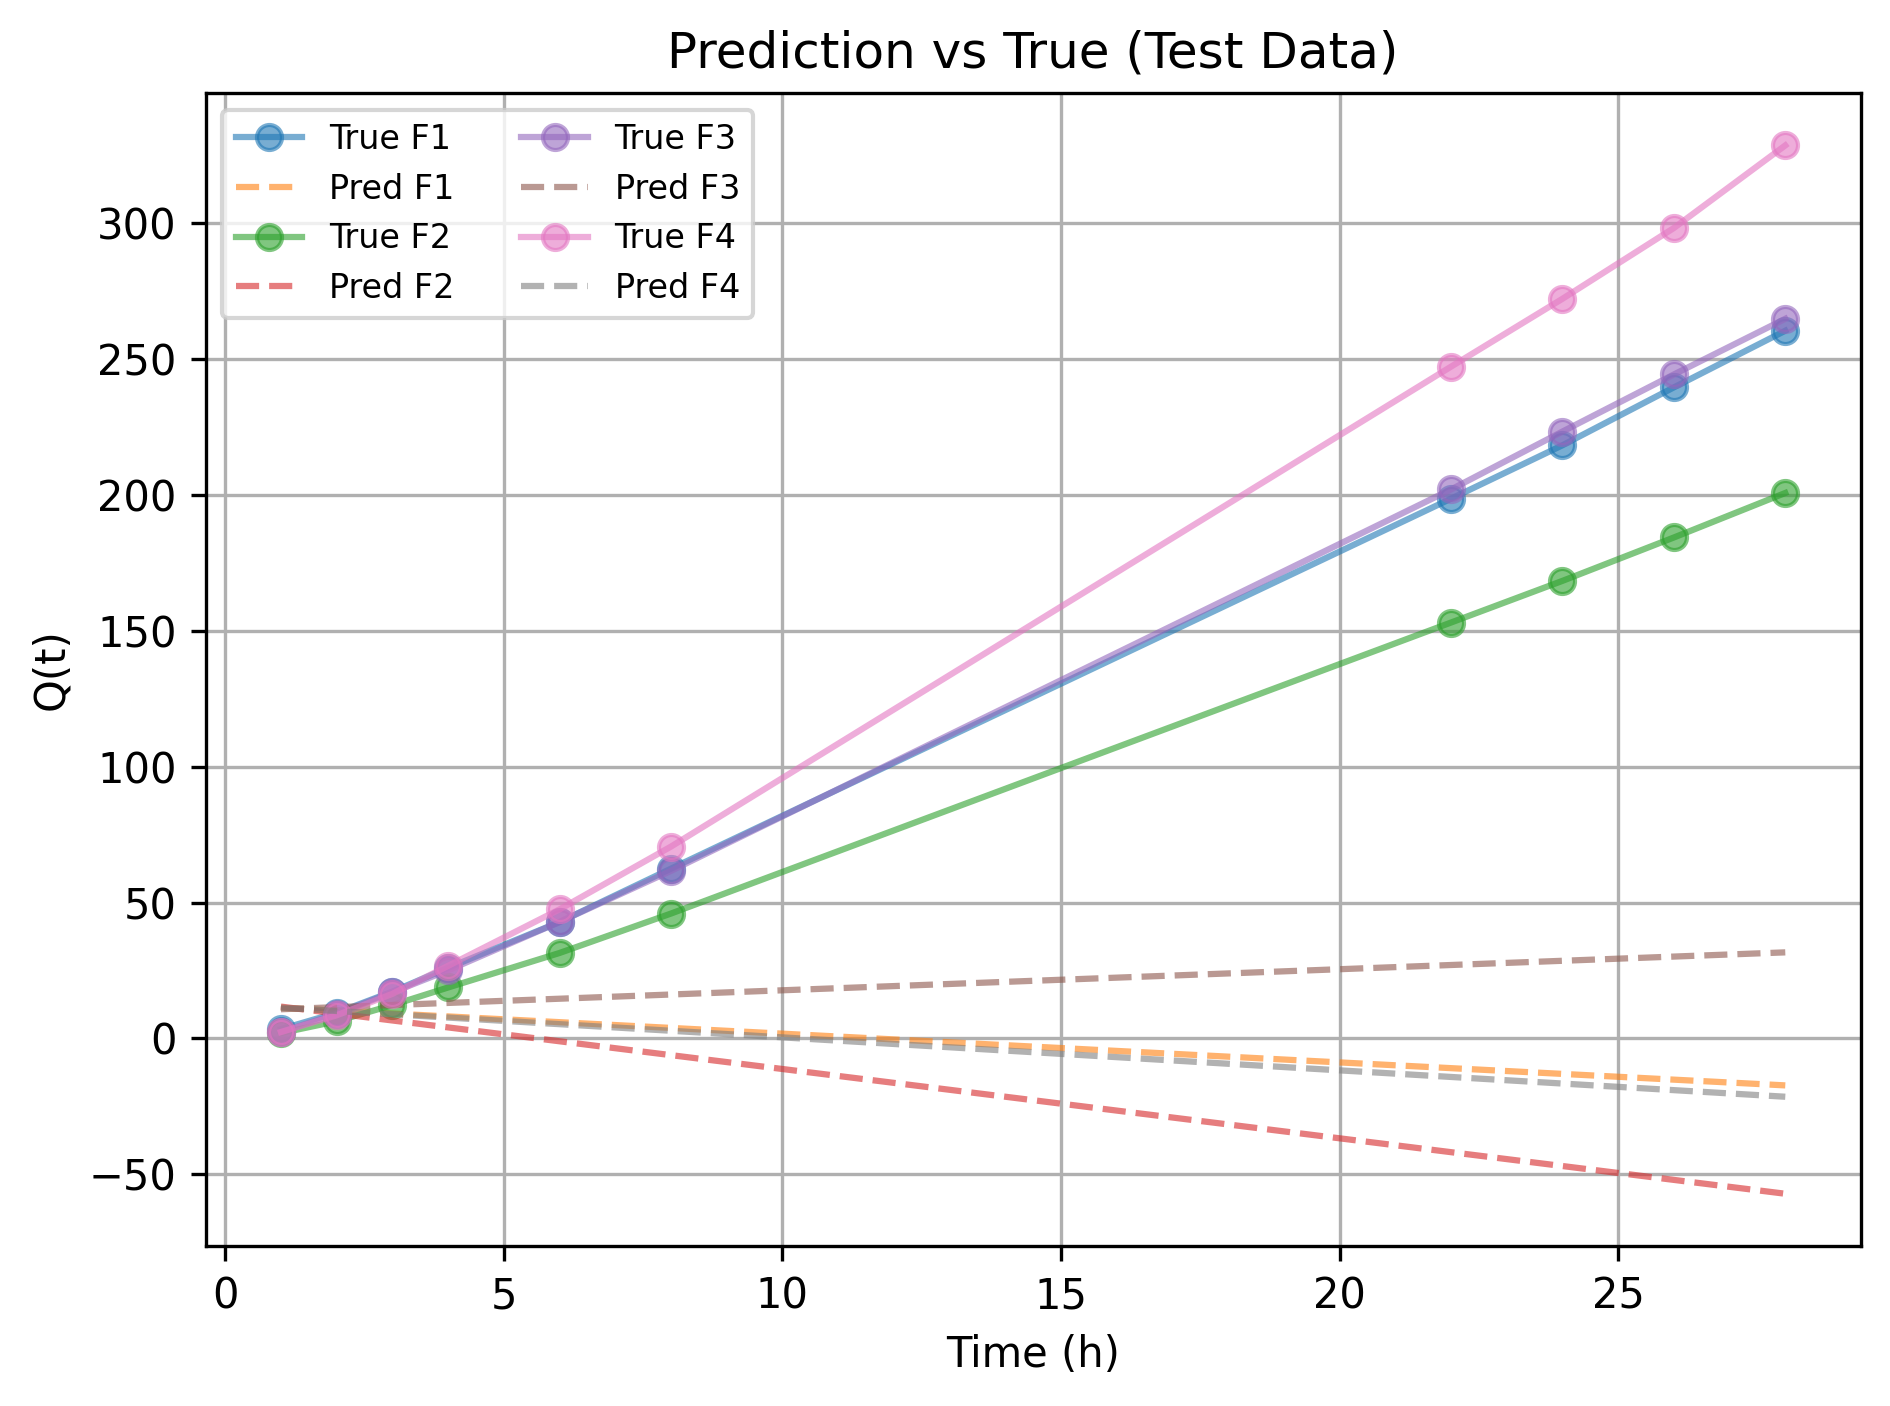 Prediction vs True (Test Data)
True F1
Pred F1
True F2
Pred F2
True F3
Pred F3
True F4
Pred F4
300
250
200
150
100
50
0
−50
Q(t)
0 5 10 15 20 25
Time (h)